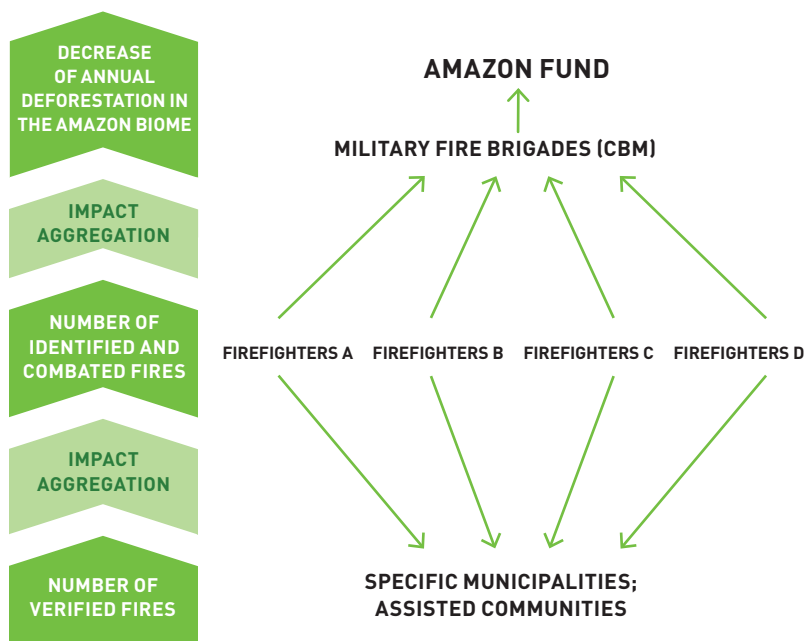 DECREASE
OF ANNUAL
DEFORESTATION IN
THE AMAZON BIOME
AMAZON FUND
MILITARY FIRE BRIGADES (CBM)
IMPACT
AGGREGATION
NUMBER OF
IDENTIFIED AND
COMBATED FIRES
FIREFIGHTERS A
FIREFIGHTERS B
FIREFIGHTERS C
FIREFIGHTERS D
IMPACT
AGGREGATION
NUMBER OF
VERIFIED FIRES
SPECIFIC MUNICIPALITIES;
ASSISTED COMMUNITIES